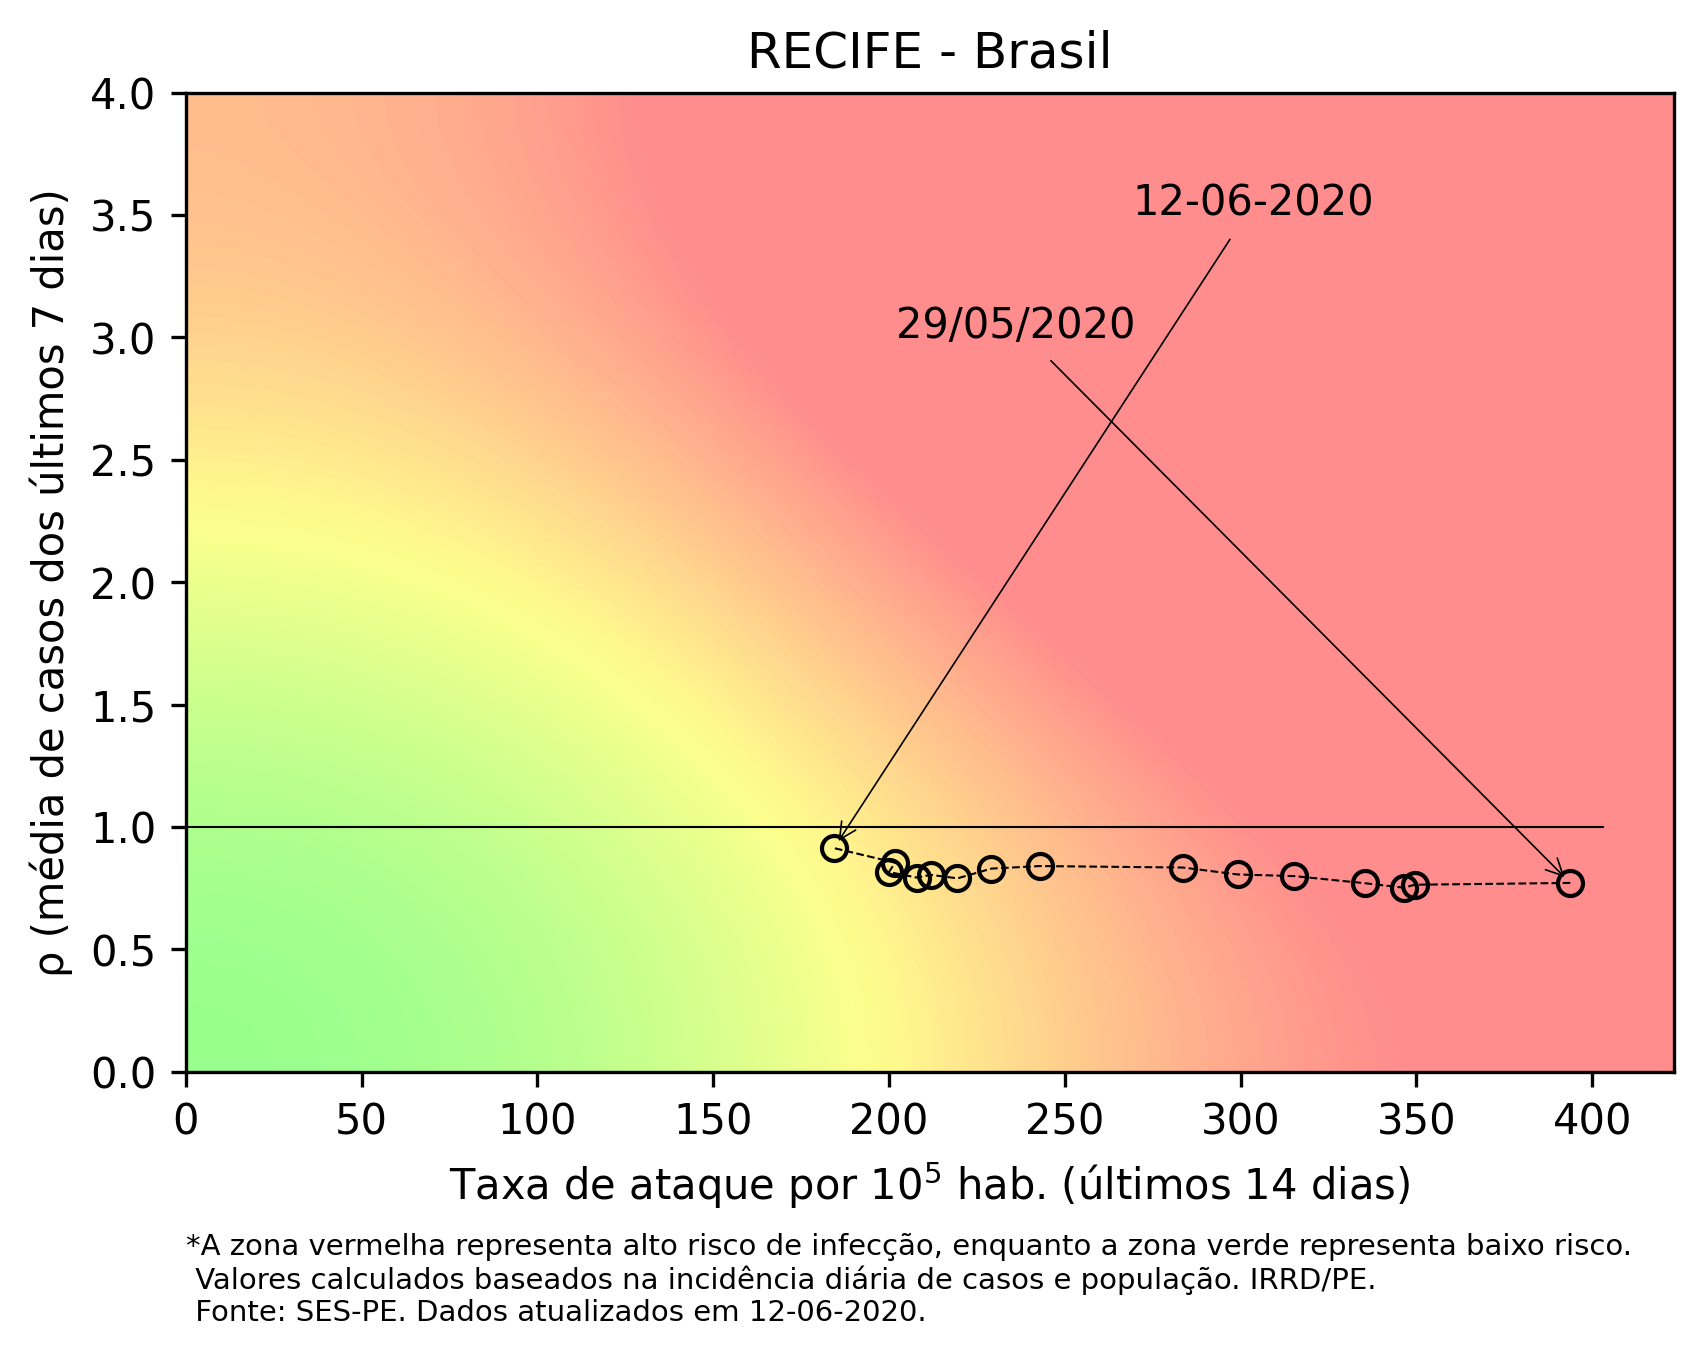 RECIFE - Brasil
4.0
3.5
3.0
2.5
2.0
1.5
1.0
0.5
0.0
ρ (média de casos dos últimos 7 dias)
12-06-2020
29/05/2020
0 50 100 150 200 250 300 350 400
Taxa de ataque por 10⁵ hab. (últimos 14 dias)
*A zona vermelha representa alto risco de infecção, enquanto a zona verde representa baixo risco.
Valores calculados baseados na incidência diária de casos e população. IRRD/PE.
Fonte: SES-PE. Dados atualizados em 12-06-2020.